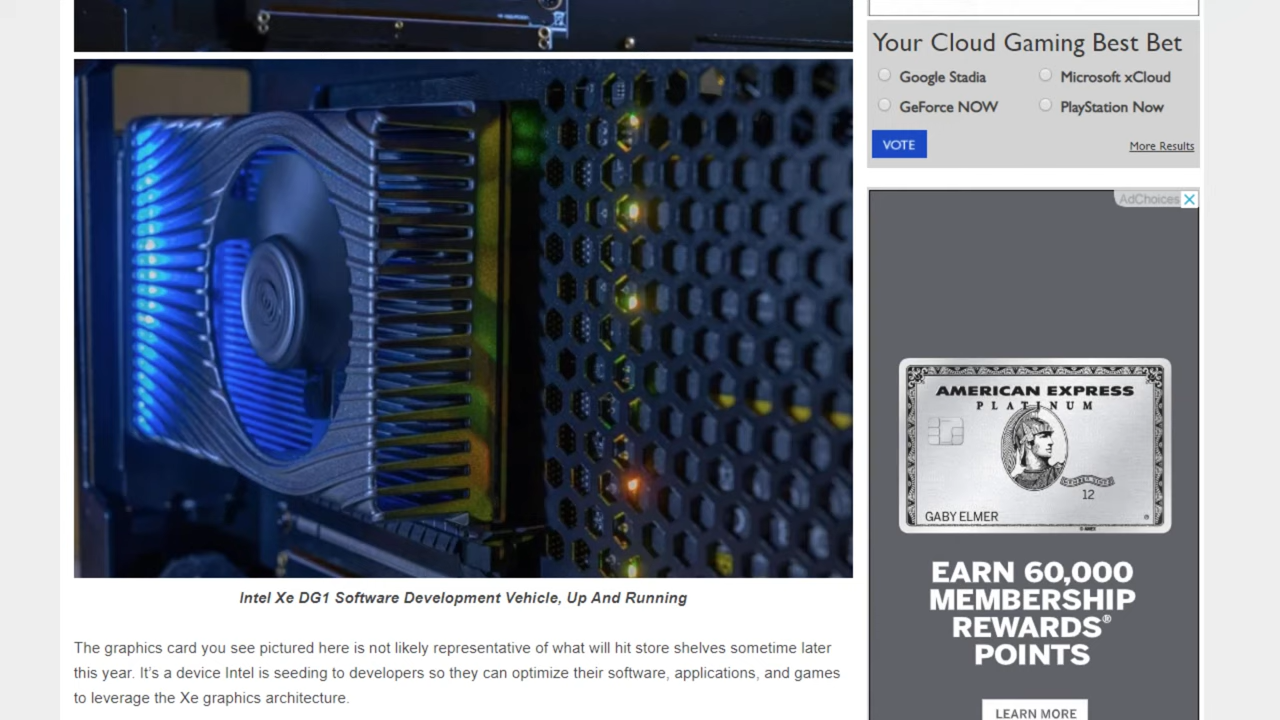 Your Cloud Gaming Best Bet
Google Stadia
Microsoft xCloud
GeForce NOW
PlayStation Now
VOTE
More Results
AdChoices
AMERICAN EXPRESS
PLATINUM
12
GABY ELMER
EARN 60,000
MEMBERSHIP
REWARDS®
POINTS
LEARN MORE
Intel Xe DG1 Software Development Vehicle, Up And Running
The graphics card you see pictured here is not likely representative of what will hit store shelves sometime later
this year. It’s a device Intel is seeding to developers so they can optimize their software, applications, and games
to leverage the Xe graphics architecture.